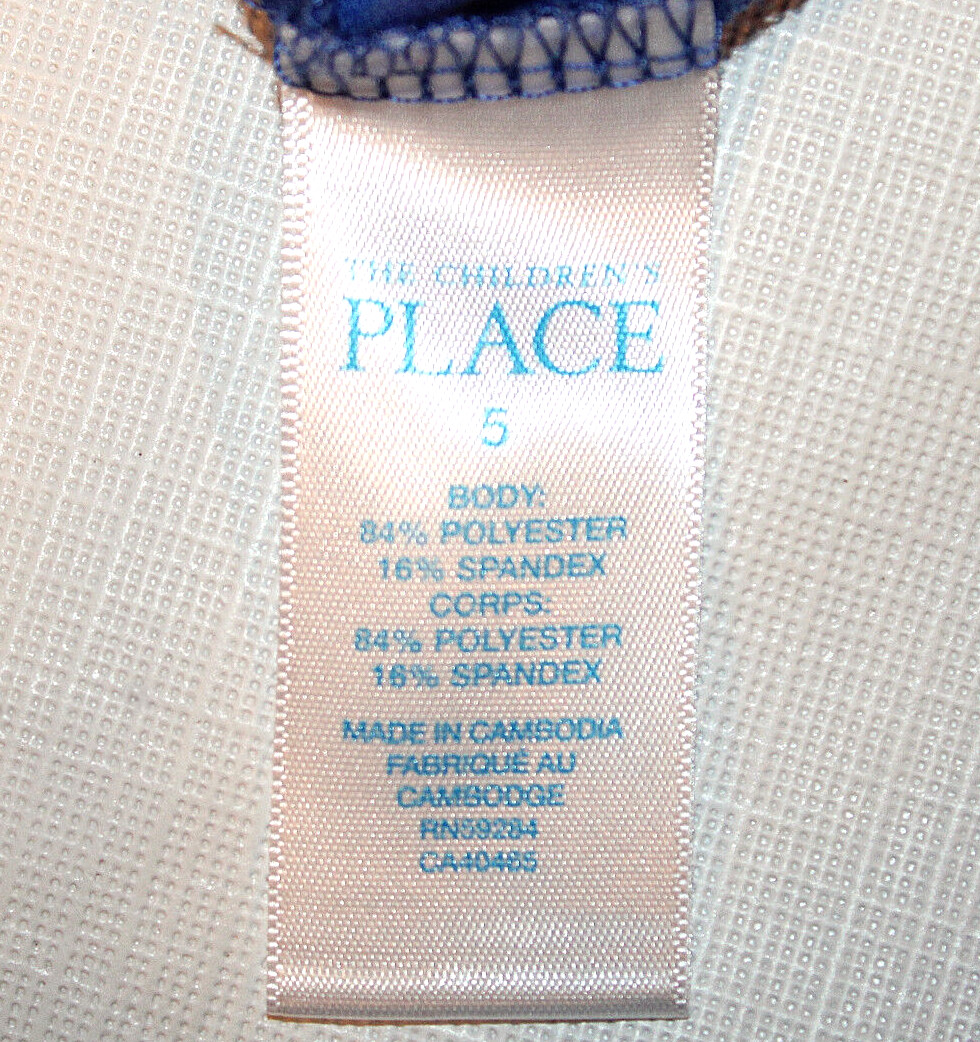 THE CHILDREN'S
PLACE
5
BODY:
84% POLYESTER
16% SPANDEX
CORPS:
84% POLYESTER
16% SPANDEX
MADE IN CAMBODIA
FABRIQUÉ AU
CAMBODGE
RN89284
CA40465